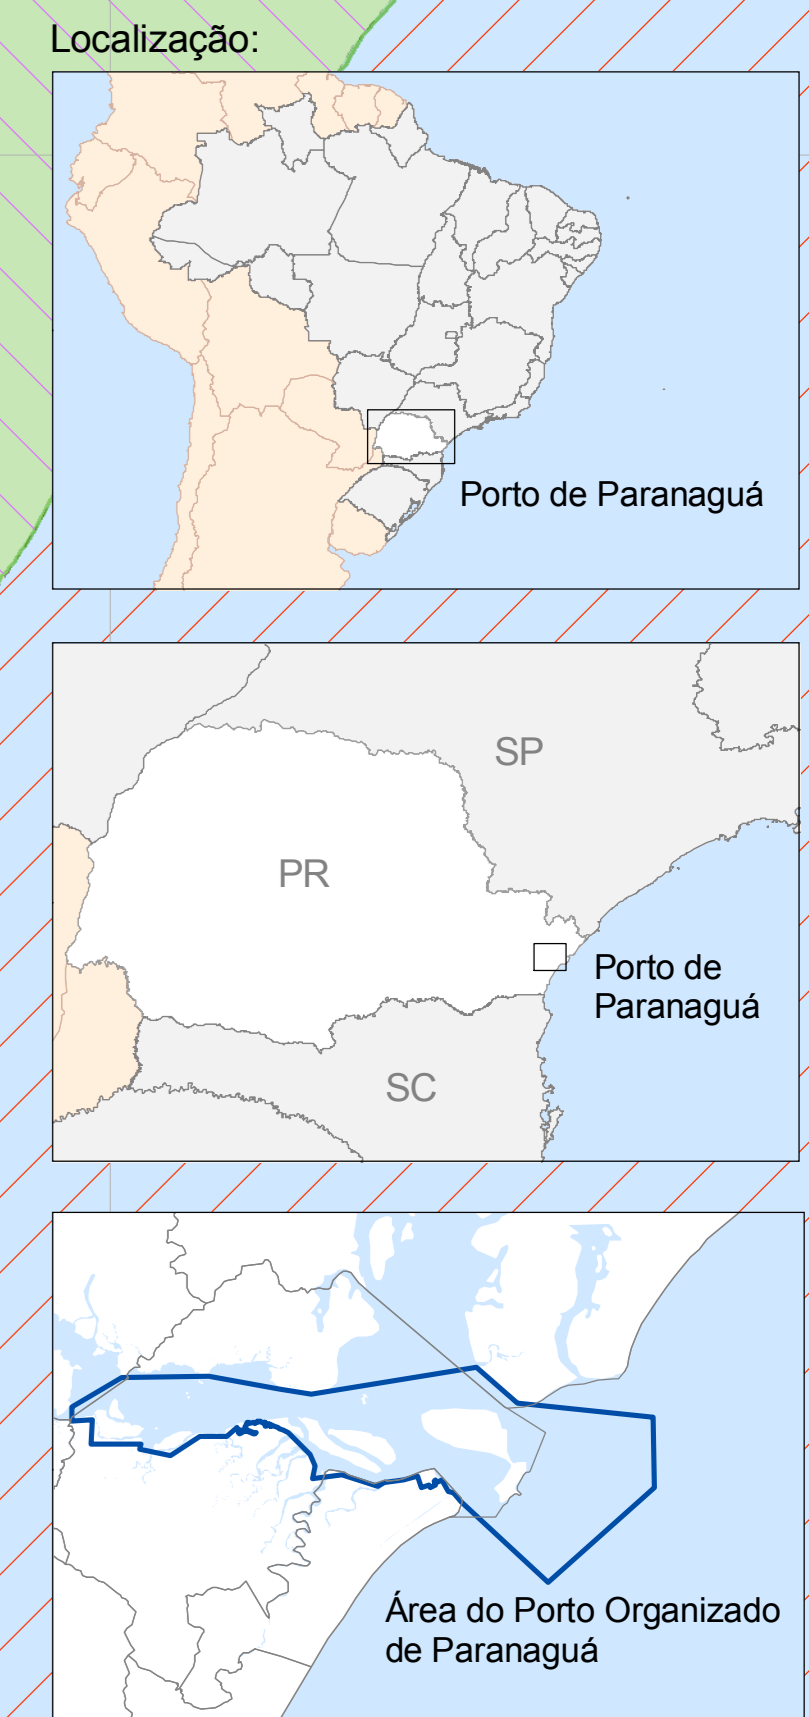 Localização:
Porto de Paranaguá
SP
PR
Porto de
Paranaguá
SC
Área do Porto Organizado
de Paranaguá